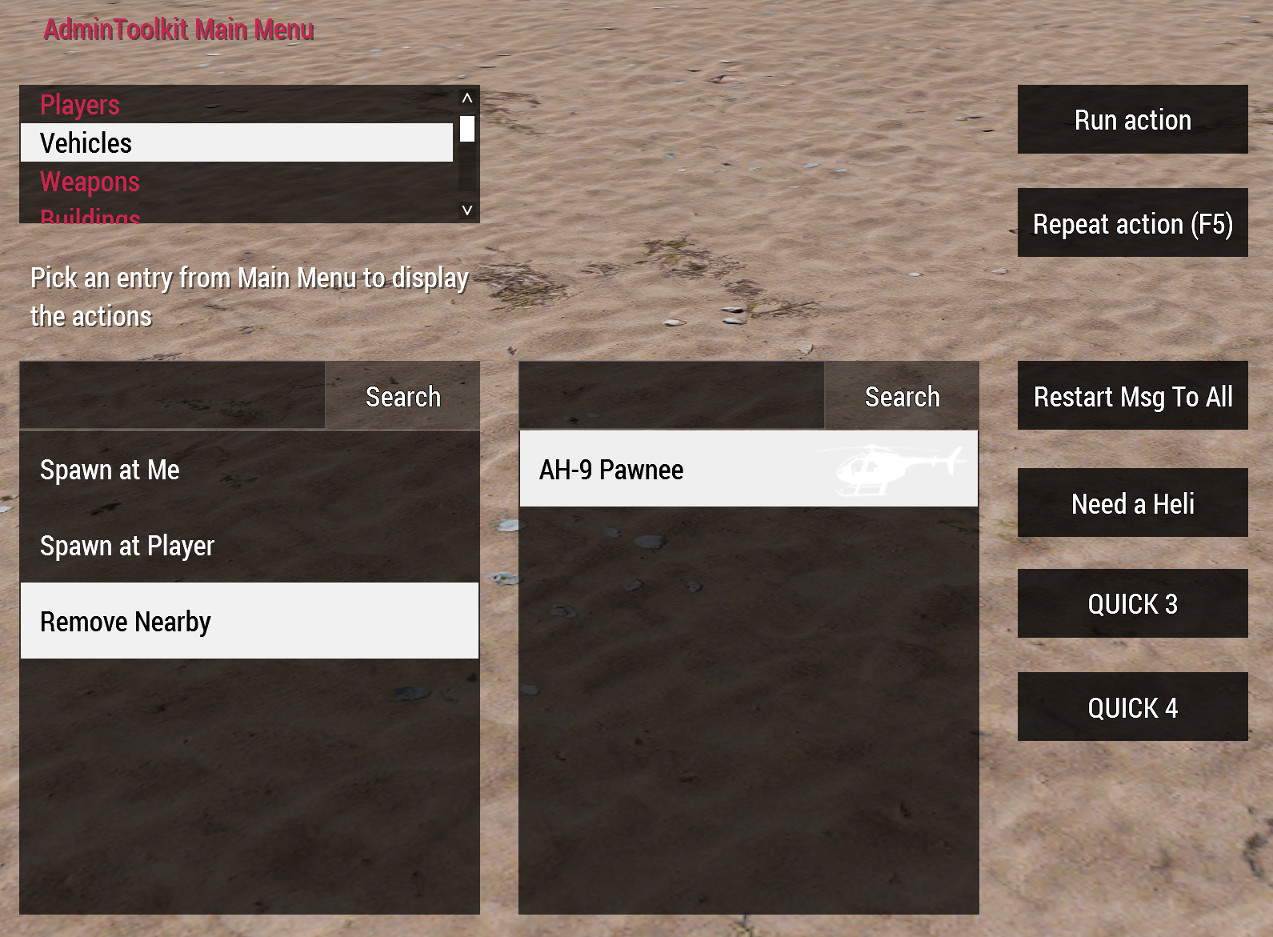 AdminToolkit Main Menu
Players
Vehicles
Weapons
Buildings
Run action
Repeat action (F5)
Pick an entry from Main Menu to display
the actions
Search
Search
Restart Msg To All
Spawn at Me
AH-9 Pawnee
Need a Heli
Spawn at Player
QUICK 3
Remove Nearby
QUICK 4